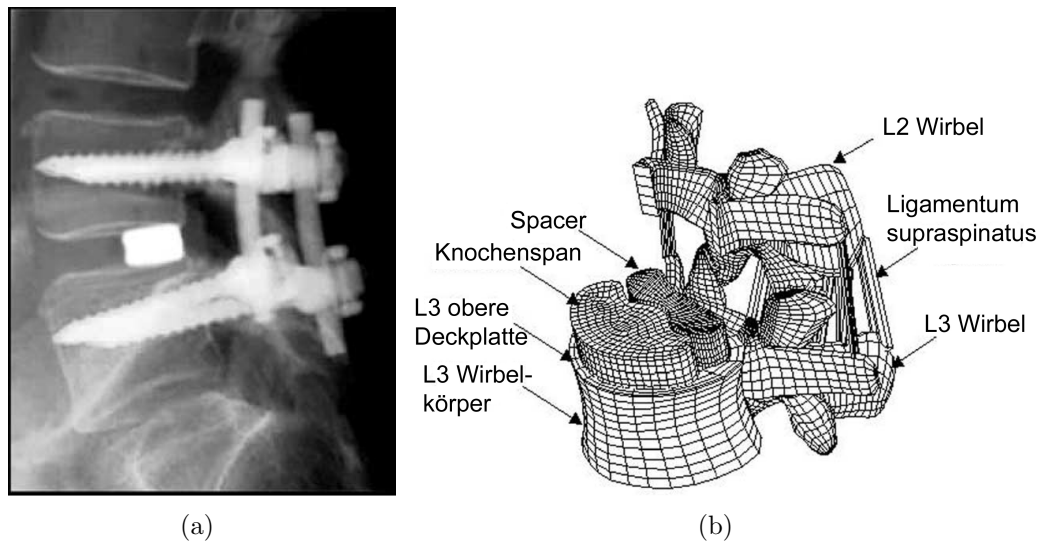 L2 Wirbel
Ligamentum
supraspinatus
Spacer
Knochenspan
L3 obere
Deckplatte
L3 Wirbel
L3 Wirbel-
körper
(a)
(b)